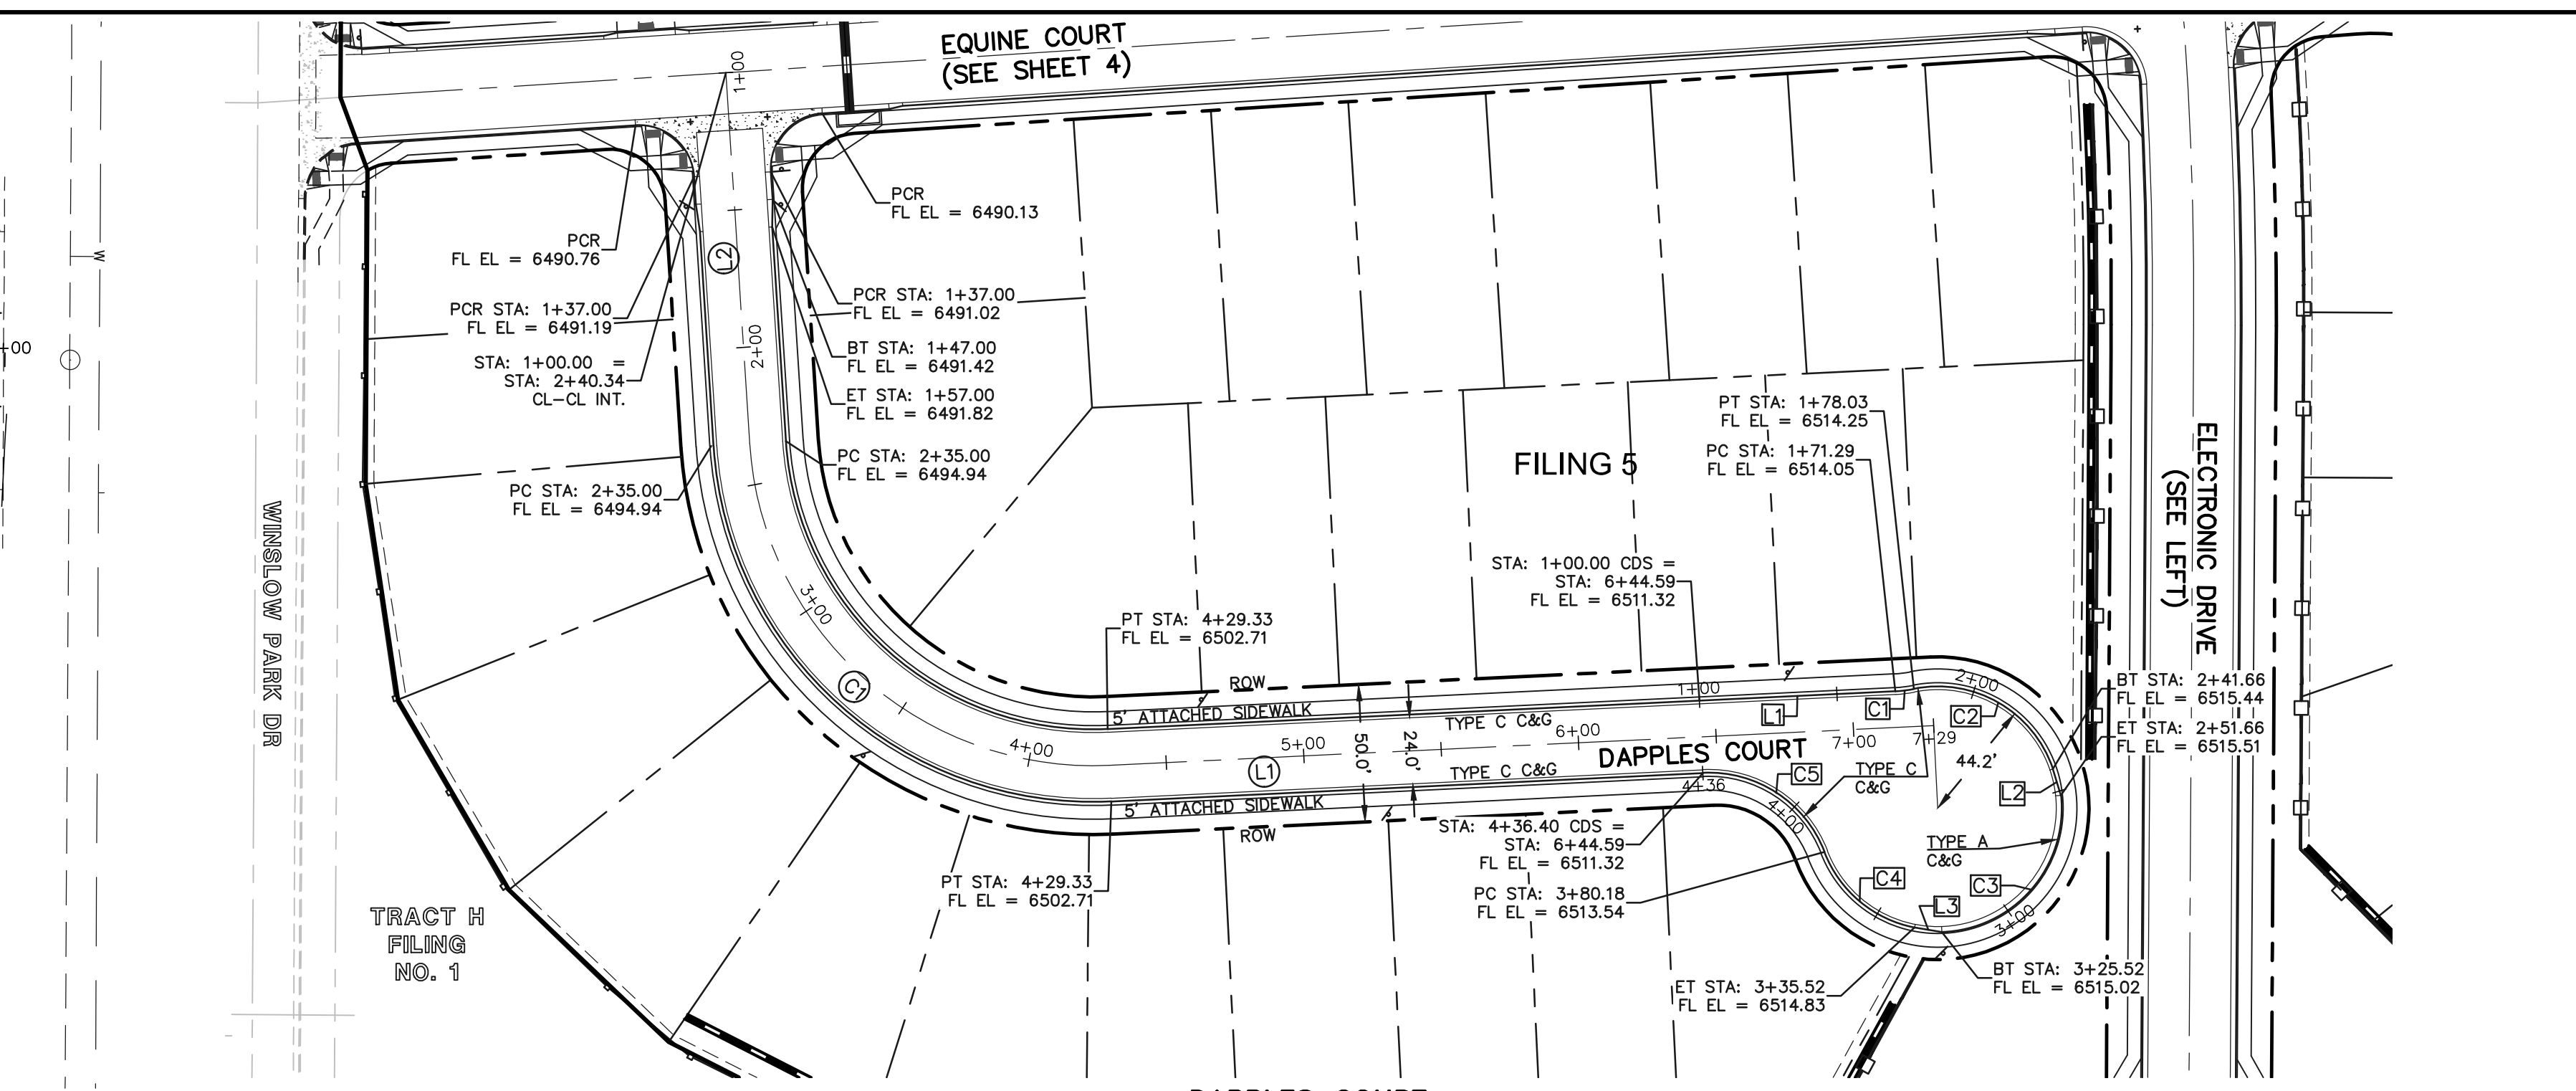 EQUINE COURT
(SEE SHEET 4)
1+00
PCR
FL EL = 6490.13
PCR
FL EL = 6490.76
L2
W
PCR STA: 1+37.00
FL EL = 6491.19
PCR STA: 1+37.00
FL EL = 6491.02
STA: 1+00.00 =
STA: 2+40.34
CL-CL INT.
BT STA: 1+47.00
FL EL = 6491.42
2+00
+00
ET STA: 1+57.00
FL EL = 6491.82
PC STA: 2+35.00
FL EL = 6494.94
PC STA: 2+35.00
FL EL = 6494.94
PT STA: 1+78.03
FL EL = 6514.25
PC STA: 1+71.29
FL EL = 6514.05
FILING 5
ELECTRONIC DRIVE
(SEE LEFT)
WINSLOW PARK DR
3+00
STA: 1+00.00 CDS =
STA: 6+44.59
FL EL = 6511.32
PT STA: 4+29.33
FL EL = 6502.71
C1
ROW
5' ATTACHED SIDEWALK
TYPE C C&G
1+00
L1
C1
2+00
C2
BT STA: 2+41.66
FL EL = 6515.44
ET STA: 2+51.66
FL EL = 6515.51
4+00
5+00
50.0'
24.0'
6+00
DAPPLES COURT
7+00
7+29
44.2'
L1
TYPE C C&G
5' ATTACHED SIDEWALK
ROW
4+36
C5
4+00
TYPE C
C&G
L2
STA: 4+36.40 CDS =
STA: 6+44.59
FL EL = 6511.32
TYPE A
C&G
PT STA: 4+29.33
FL EL = 6502.71
PC STA: 3+80.18
FL EL = 6513.54
C4
C3
L3
3+00
TRACT H
FILING
NO. 1
BT STA: 3+25.52
FL EL = 6515.02
ET STA: 3+35.52
FL EL = 6514.83
DAPPLES COURT